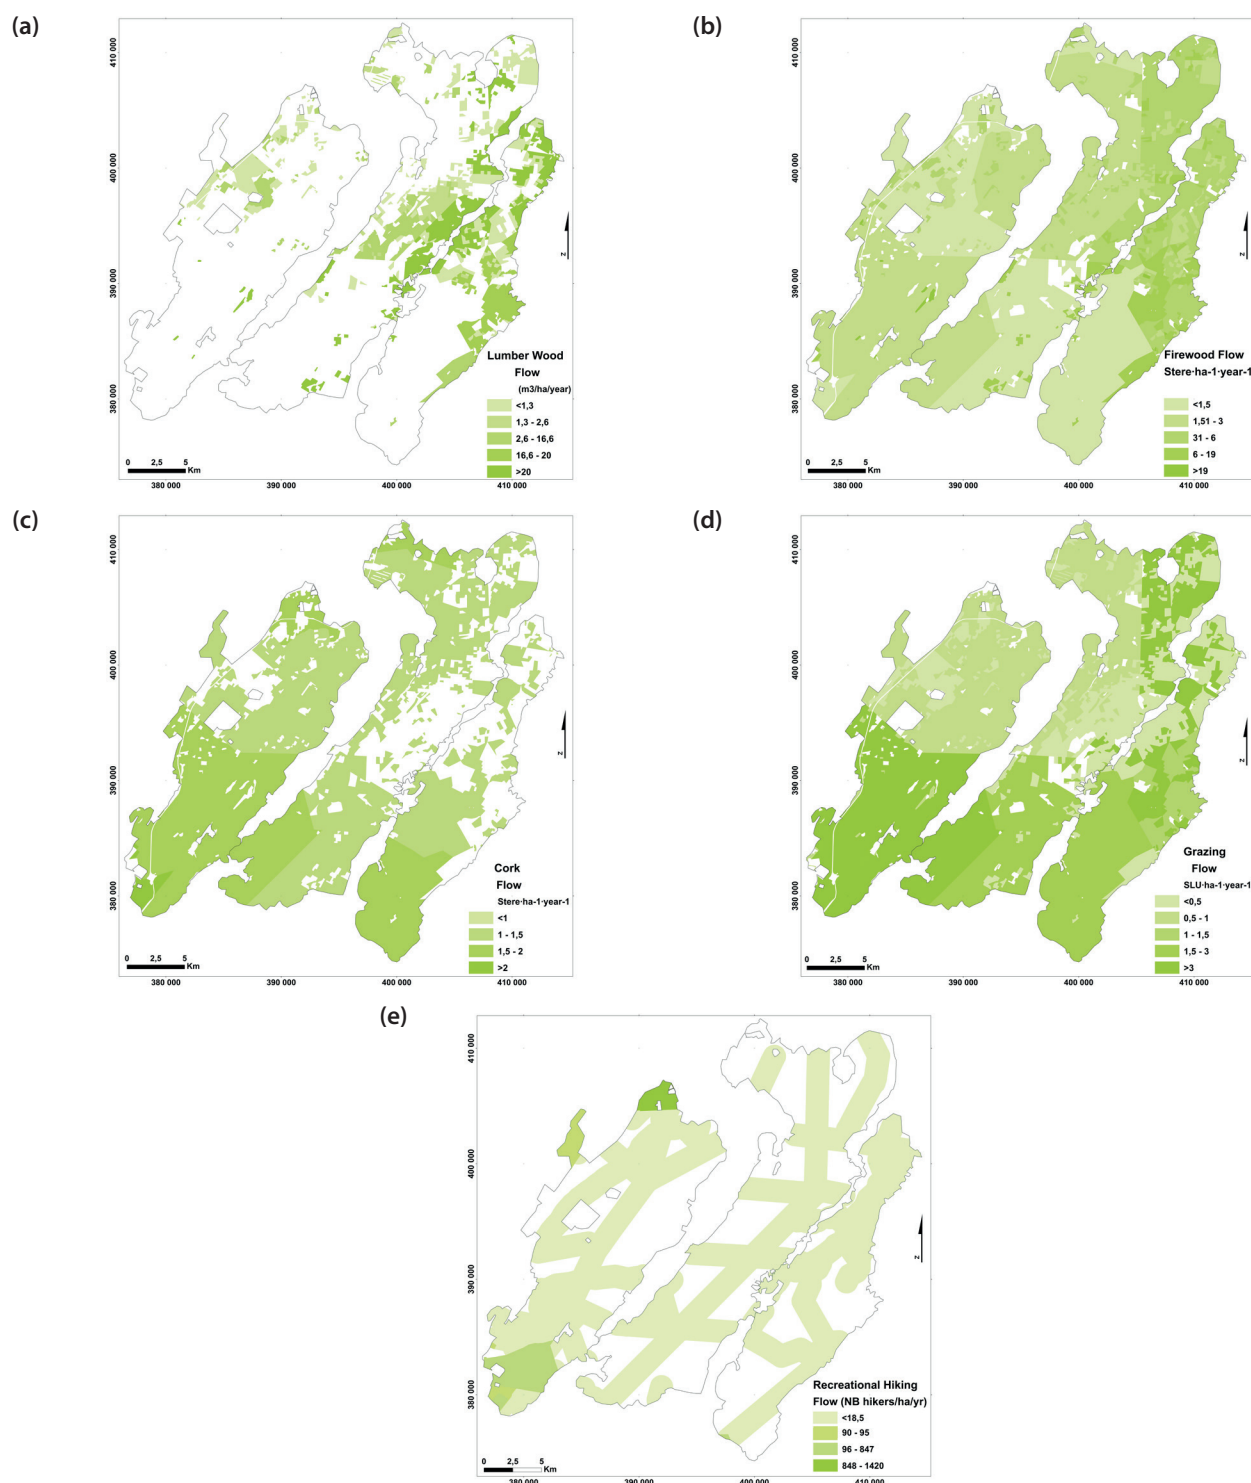 (a)
410 000
400 000
390 000
380 000
N
Lumber Wood
Flow
(m3/ha/year)
<1,3
1,3 - 2,6
2,6 - 16,6
16,6 - 20
>20
0 2,5 5
Km
380 000 390 000 400 000 410 000
(b)
410 000
400 000
390 000
380 000
N
Firewood Flow
Stere·ha-1·year-1
<1,5
1,51 - 3
31 - 6
6 - 19
>19
0 2,5 5
Km
380 000 390 000 400 000 410 000
(c)
410 000
400 000
390 000
380 000
N
Cork
Flow
Stere·ha-1·year-1
<1
1 - 1,5
1,5 - 2
>2
0 2,5 5
Km
380 000 390 000 400 000 410 000
(d)
410 000
400 000
390 000
380 000
N
Grazing
Flow
SLU·ha-1·year-1
<0,5
0,5 - 1
1 - 1,5
1,5 - 3
>3
0 2,5 5
Km
380 000 390 000 400 000 410 000
(e)
410 000
400 000
390 000
380 000
N
Recreational Hiking
Flow (NB hikers/ha/yr)
<18,5
90 - 95
96 - 847
848 - 1420
0 2,5 5
Km
380 000 390 000 400 000 410 000